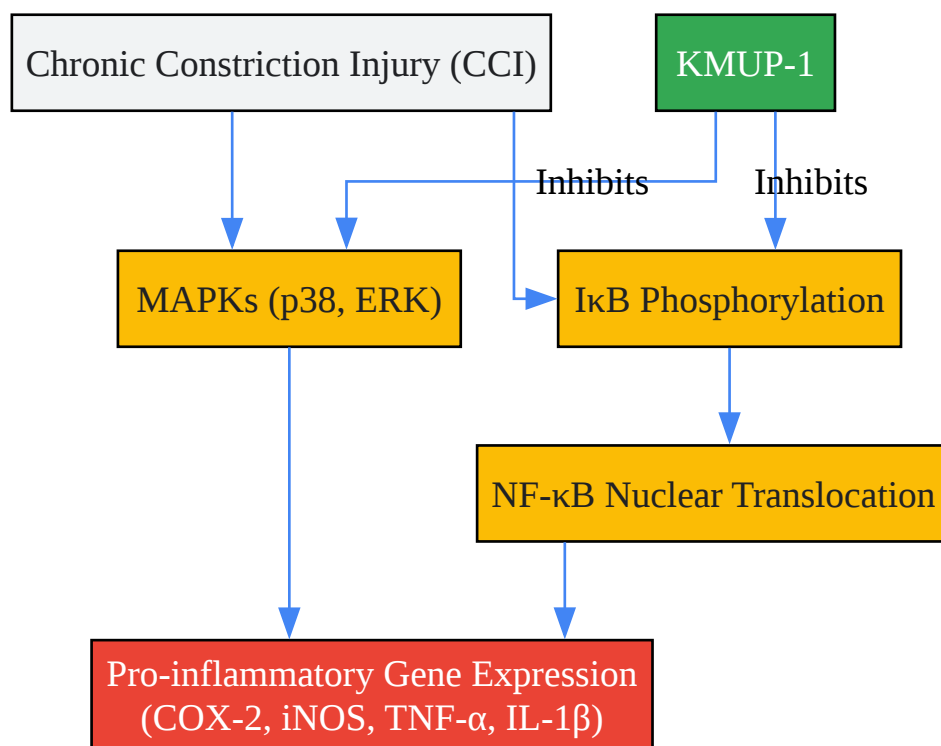 Chronic Constriction Injury (CCI)
KMUP-1
Inhibits
Inhibits
MAPKs (p38, ERK)
IκB Phosphorylation
NF-κB Nuclear Translocation
Pro-inflammatory Gene Expression
(COX-2, iNOS, TNF-α, IL-1β)